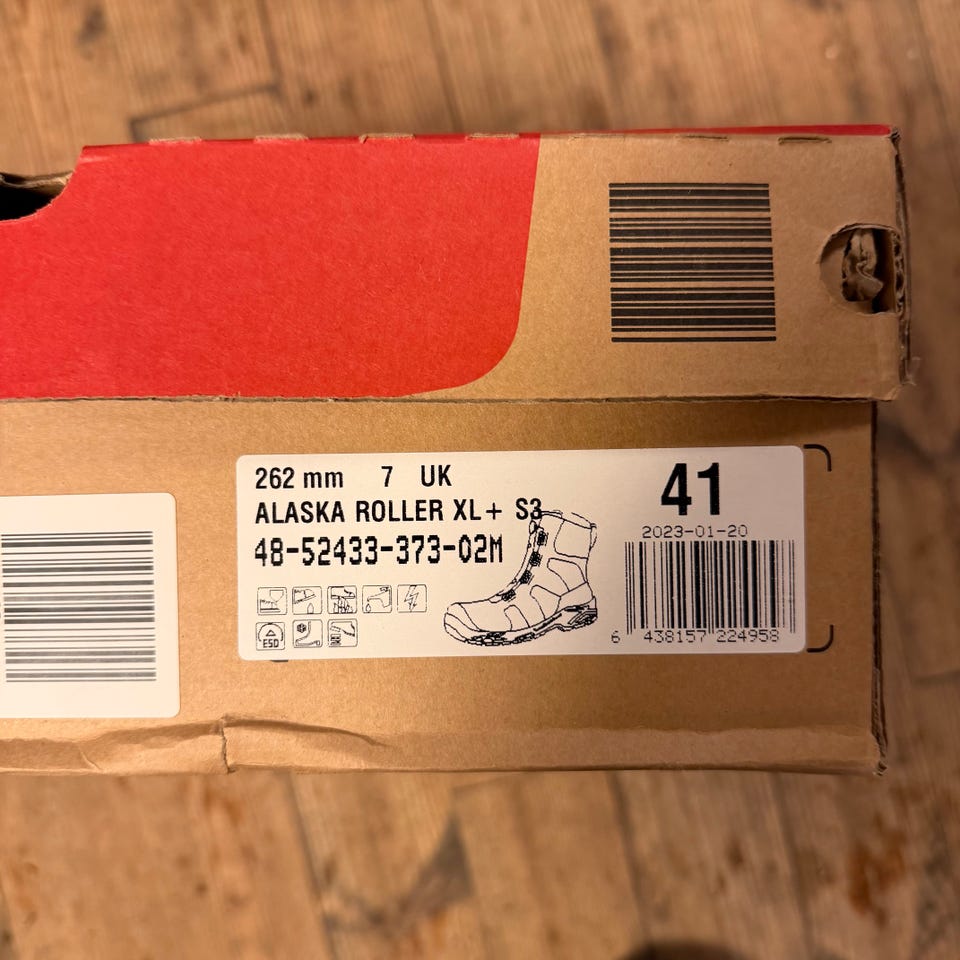 262 mm 7 UK
ALASKA ROLLER XL+ S3
48-52433-373-02M
41
2023-01-20
ESD
6 438157 224958